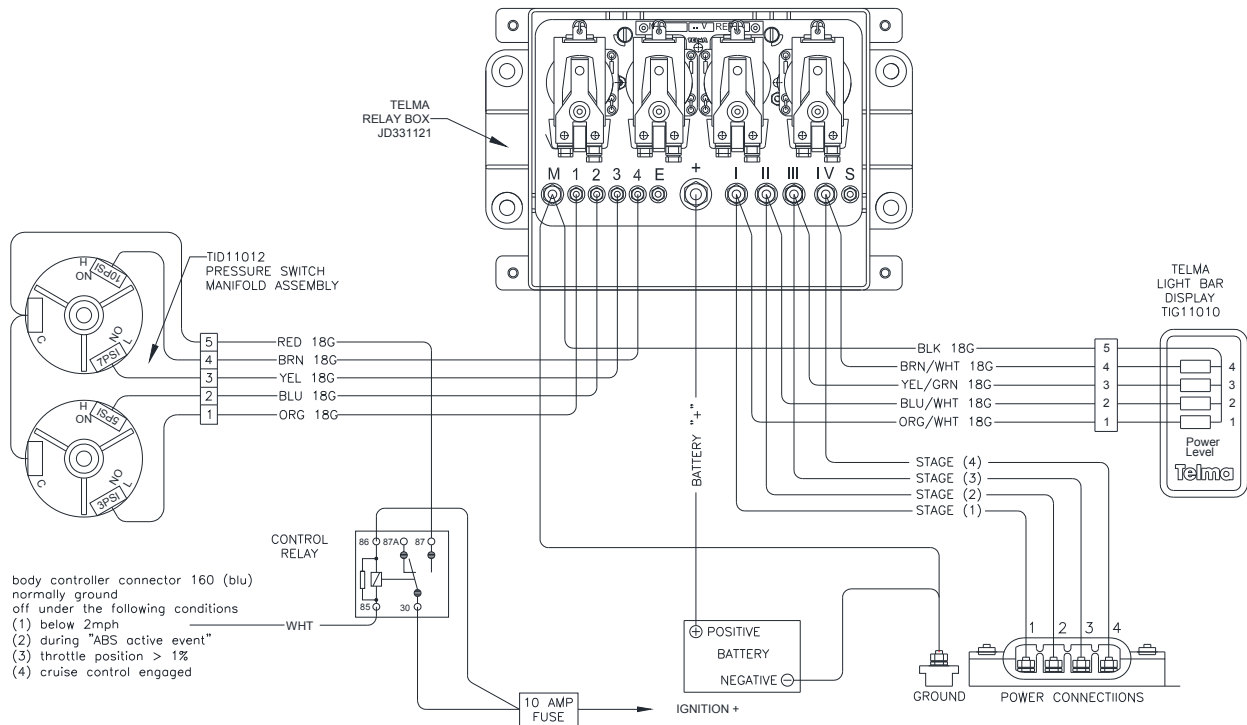 TELMA
RELAY BOX
JD331121
.. V
RE
TELMA
M 1 2 3 4 E + I II III IV S
TID11012
PRESSURE SWITCH
MANIFOLD ASSEMBLY
H
NO
10PSI
C
NO
7PSI
L
H
NO
5PSI
C
NO
3PSI
L
5 RED 18G
4 BRN 18G
3 YEL 18G
2 BLU 18G
1 ORG 18G
BATTERY "+"
TELMA
LIGHT BAR
DISPLAY
TIG11010
BLK 18G 5
BRN/WHT 18G 4 4
YEL/GRN 18G 3 3
BLU/WHT 18G 2 2
ORG/WHT 18G 1 1
Power
Level
Telma
STAGE (4)
STAGE (3)
STAGE (2)
STAGE (1)
CONTROL
RELAY
86 87A 87
85 30
body controller connector 160 (blu)
normally ground
off under the following conditions
(1) below 2mph
(2) during "ABS active event"
(3) throttle position > 1%
(4) cruise control engaged
WHT
10 AMP
FUSE
IGNITION +
+ POSITIVE
BATTERY
NEGATIVE −
GROUND
1 2 3 4
POWER CONNECTIIONS